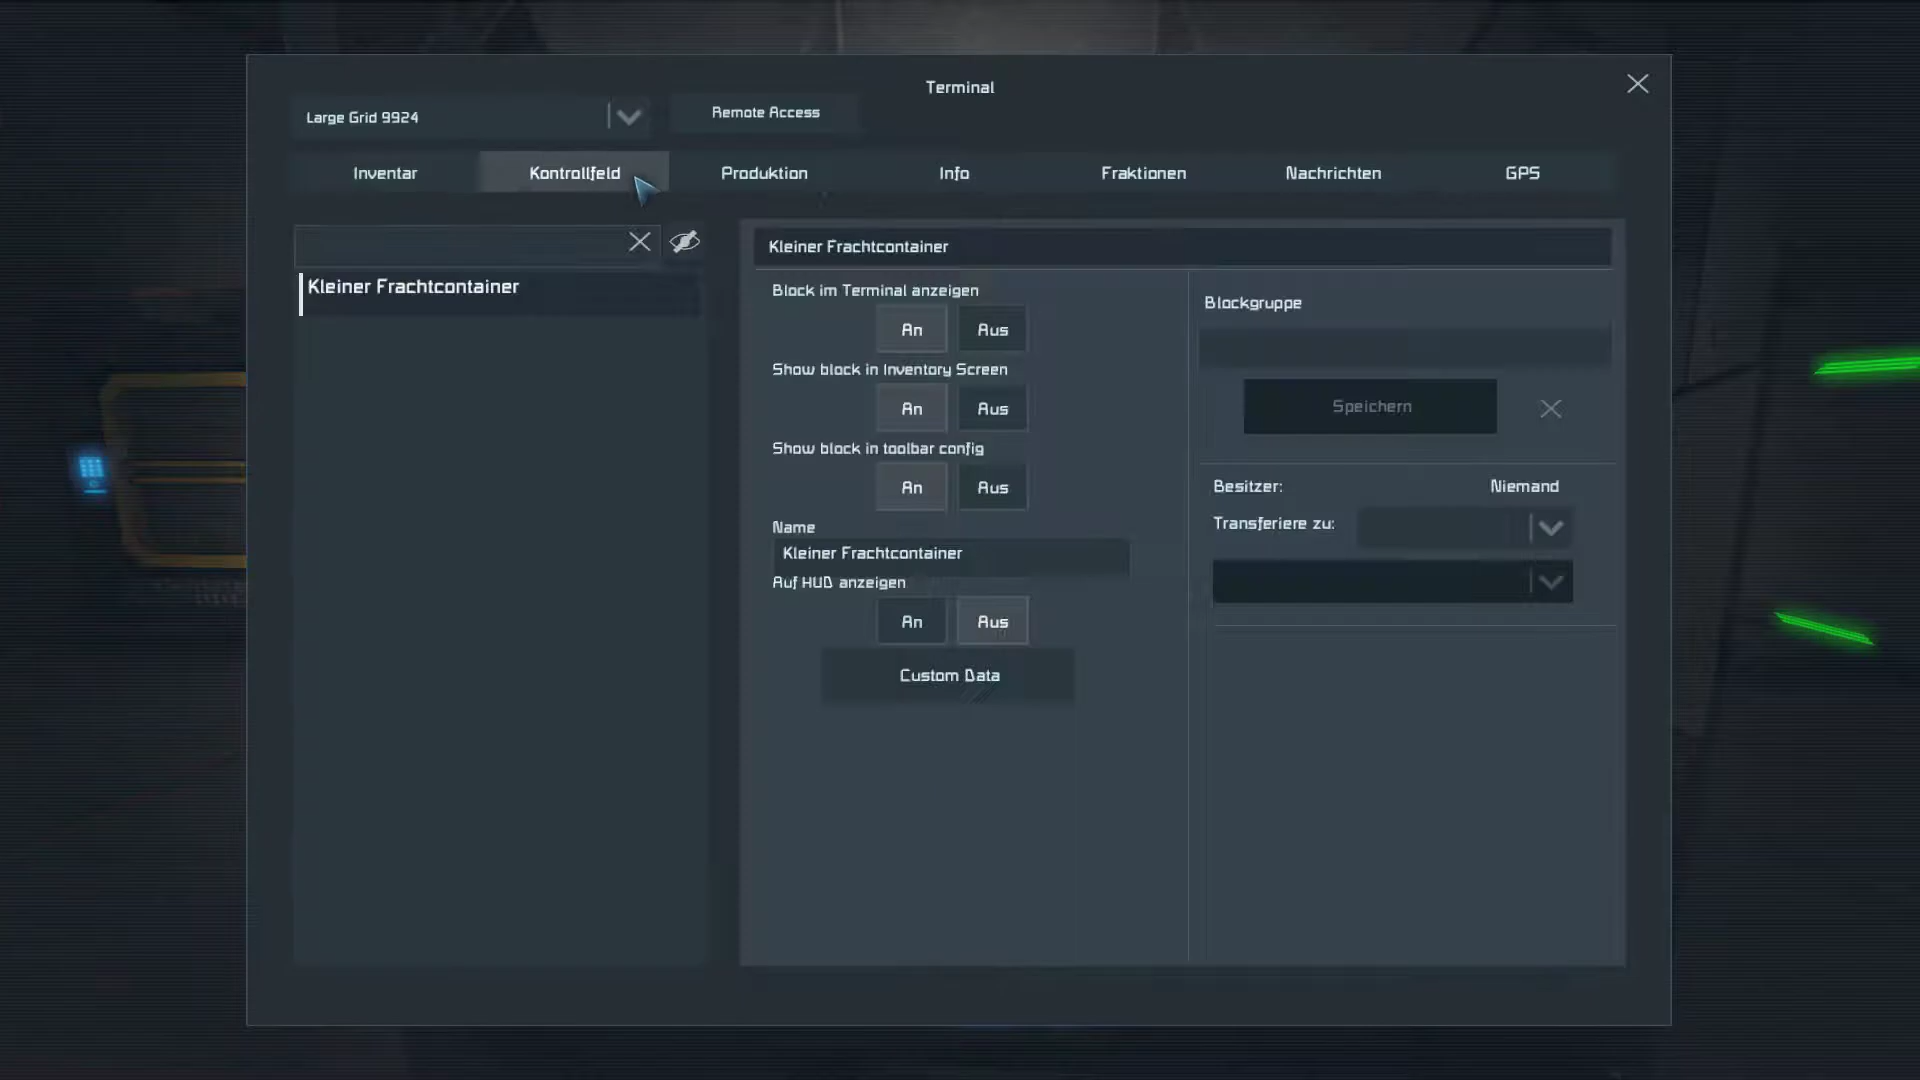 Terminal
Large Grid 9924
Remote Access
Inventar
Kontrollfeld
Produktion
Info
Fraktionen
Nachrichten
GPS
Kleiner Frachtcontainer
Kleiner Frachtcontainer
Block im Terminal anzeigen
An Aus
Show block in Inventory Screen
An Aus
Show block in toolbar config
An Aus
Name
Kleiner Frachtcontainer
Auf HUD anzeigen
An Aus
Custom Data
Blockgruppe
Speichern
Besitzer: Niemand
Transferiere zu: